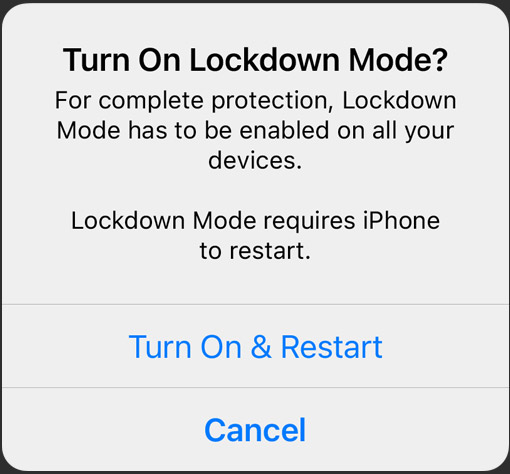 Turn On Lockdown Mode?
For complete protection, Lockdown
Mode has to be enabled on all your
devices.
Lockdown Mode requires iPhone
to restart.
Turn On & Restart
Cancel